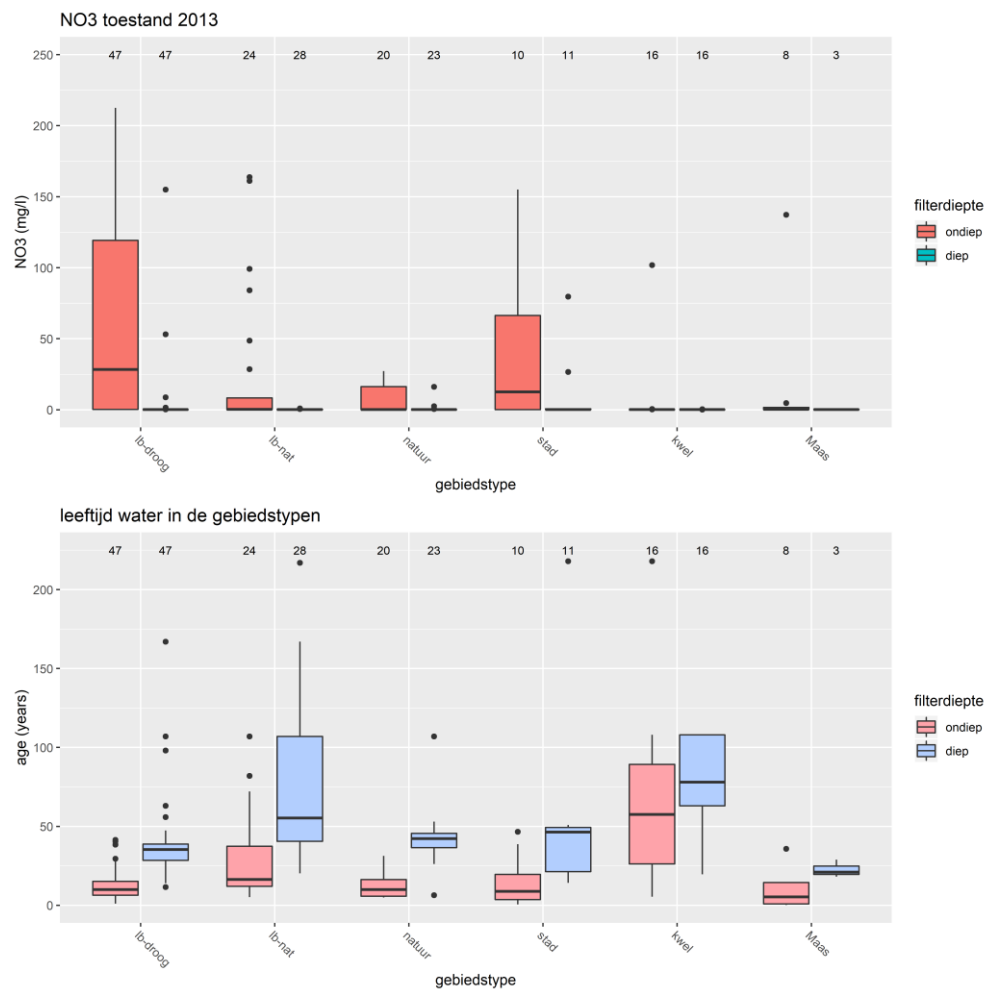 NO3 toestand 2013
47 47 24 28 20 23 10 11 16 16 8 3
250
200
150
100
50
0
NO3 (mg/l)
lb-droog lb-nat natuur stad kwel Maas
gebiedstype
filterdiepte
ondiep
diep
leeftijd water in de gebiedstypen
47 47 24 28 20 23 10 11 16 16 8 3
200
150
100
50
0
age (years)
lb-droog lb-nat natuur stad kwel Maas
gebiedstype
filterdiepte
ondiep
diep